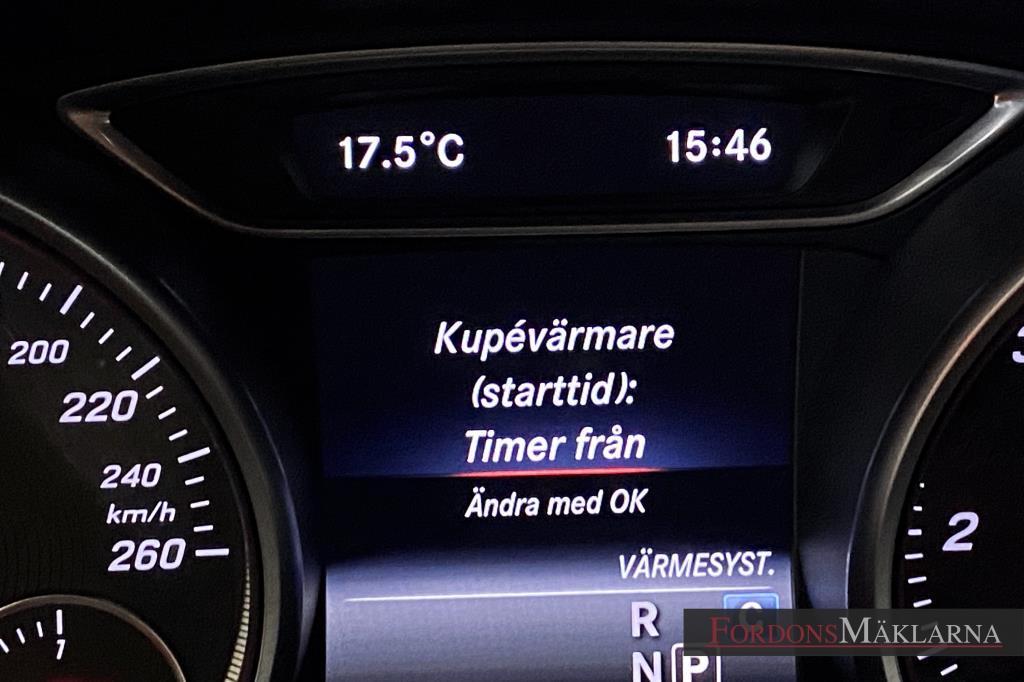 17.5°C 15:46
Kupévärmare
(starttid):
Timer från
Ändra med OK
VÄRMESYST.
200
220
240
km/h
260
1
2
R C
N P
FORDONSMÄKLARNA